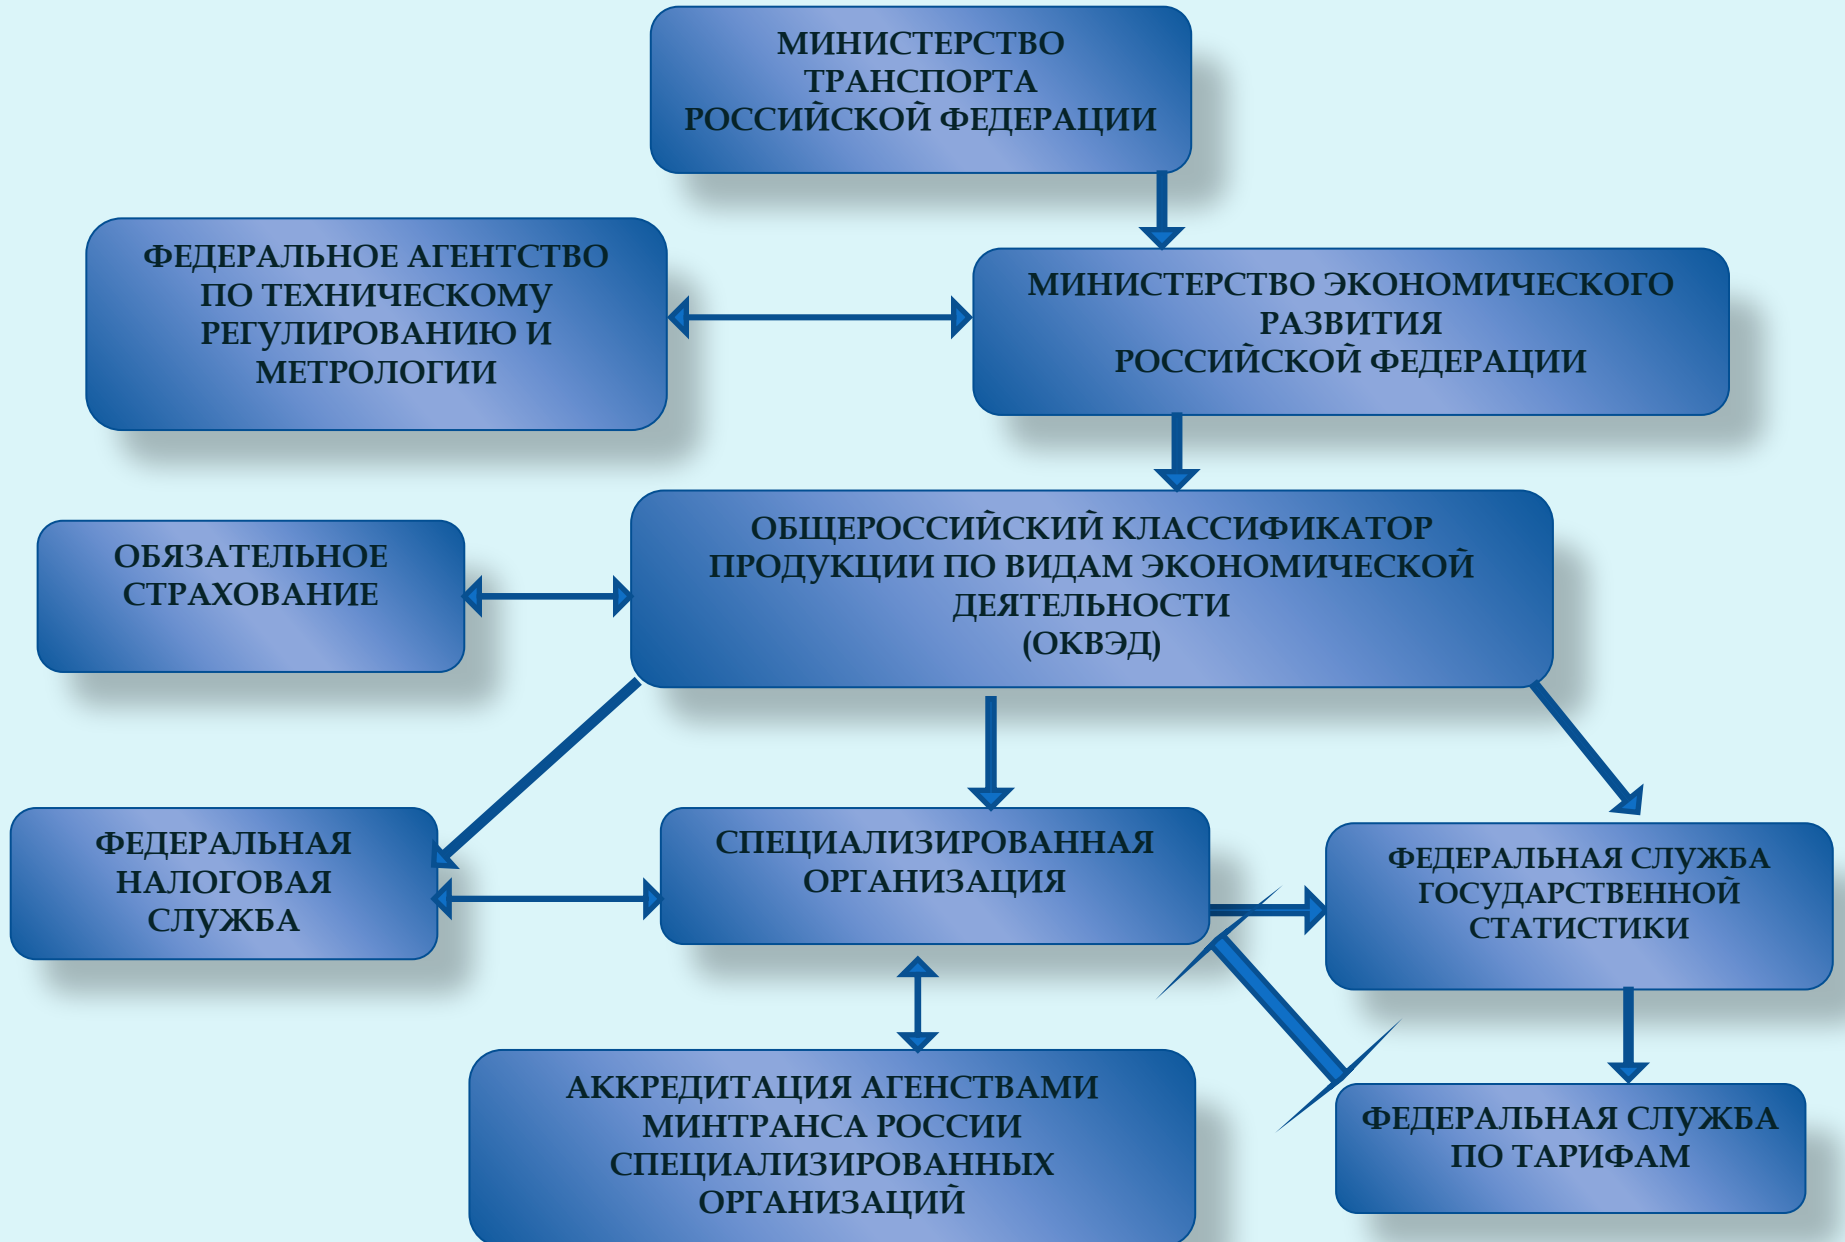 МИНИСТЕРСТВО
ТРАНСПОРТА
РОССИЙСКОЙ ФЕДЕРАЦИИ
ФЕДЕРАЛЬНОЕ АГЕНТСТВО
ПО ТЕХНИЧЕСКОМУ
РЕГУЛИРОВАНИЮ И
МЕТРОЛОГИИ
МИНИСТЕРСТВО ЭКОНОМИЧЕСКОГО
РАЗВИТИЯ
РОССИЙСКОЙ ФЕДЕРАЦИИ
ОБЯЗАТЕЛЬНОЕ
СТРАХОВАНИЕ
ОБЩЕРОССИЙСКИЙ КЛАССИФИКАТОР
ПРОДУКЦИИ ПО ВИДАМ ЭКОНОМИЧЕСКОЙ
ДЕЯТЕЛЬНОСТИ
(ОКВЭД)
ФЕДЕРАЛЬНАЯ
НАЛОГОВАЯ
СЛУЖБА
СПЕЦИАЛИЗИРОВАННАЯ
ОРГАНИЗАЦИЯ
ФЕДЕРАЛЬНАЯ СЛУЖБА
ГОСУДАРСТВЕННОЙ
СТАТИСТИКИ
АККРЕДИТАЦИЯ АГЕНСТВАМИ
МИНТРАНСА РОССИИ
СПЕЦИАЛИЗИРОВАННЫХ
ОРГАНИЗАЦИЙ
ФЕДЕРАЛЬНАЯ СЛУЖБА
ПО ТАРИФАМ